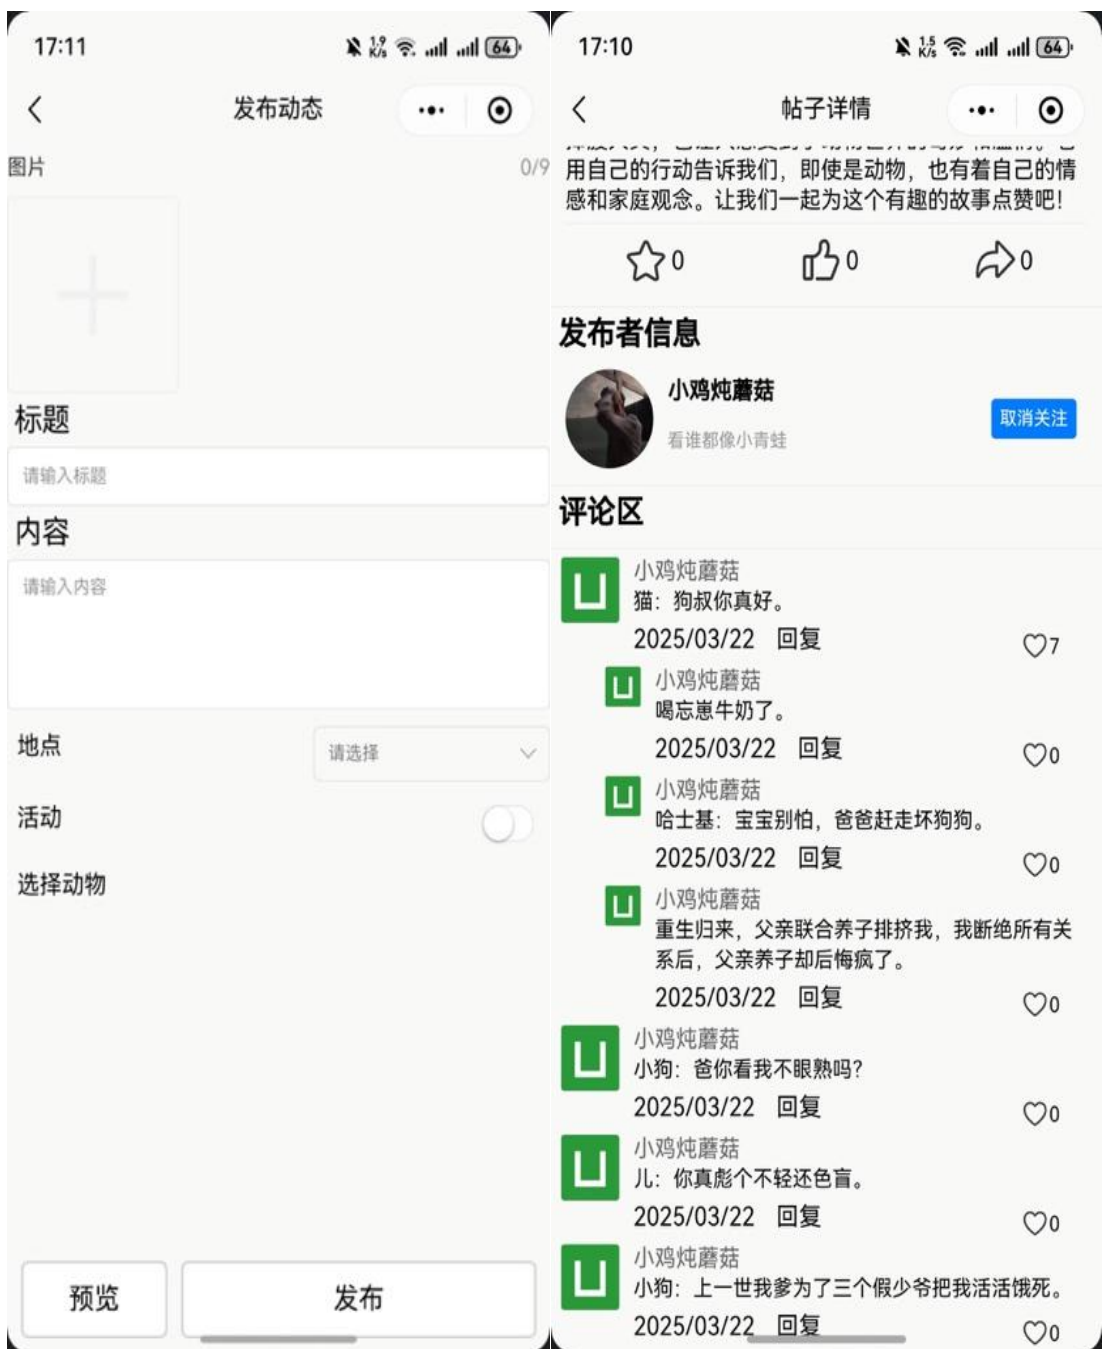 17:11
1.9 K/s
64
发布动态
图片
0/9
标题
请输入标题
内容
请输入内容
地点
请选择
活动
选择动物
预览
发布
17:10
1.5 K/s
64
帖子详情
用自己的行动告诉我们，即使是动物，也有着自己的情
感和家庭观念。让我们一起为这个有趣的故事点赞吧！
0
0
0
发布者信息
小鸡炖蘑菇
看谁都像小青蛙
取消关注
评论区
小鸡炖蘑菇
猫：狗叔你真好。
2025/03/22 回复
7
小鸡炖蘑菇
喝忘崽牛奶了。
2025/03/22 回复
0
小鸡炖蘑菇
哈士基：宝宝别怕，爸爸赶走坏狗狗。
2025/03/22 回复
0
小鸡炖蘑菇
重生归来，父亲联合养子排挤我，我断绝所有关
系后，父亲养子却后悔疯了。
2025/03/22 回复
0
小鸡炖蘑菇
小狗：爸你看我不眼熟吗？
2025/03/22 回复
0
小鸡炖蘑菇
儿：你真彪个不轻还色盲。
2025/03/22 回复
0
小鸡炖蘑菇
小狗：上一世我爹为了三个假少爷把我活活饿死。
2025/03/22 回复
0